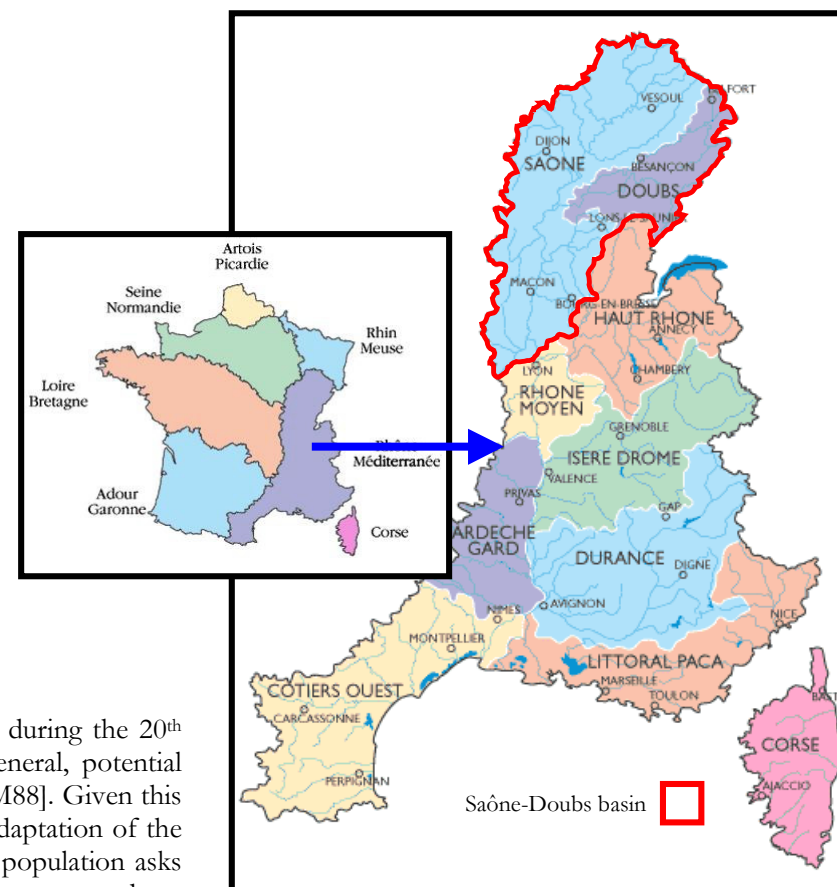 Artois
Picardie
Seine
Normandie
Rhin
Meuse
Loire
Bretagne
Rhône
Méditerranée
Adour
Garonne
Corse
VESOUL
DIJON
SAONE
BESANÇON
DOUBS
MACON
HAUT RHONE
ANNECY
LYON
CHAMBERY
RHONE
MOYEN
GRENOBLE
ISERE DROME
VALENCE
PRIVAS
GAP
ARDECHE
GARD
DURANCE
DIGNE
AVIGNON
NICE
NIMES
MONTPELLIER
LITTORAL PACA
MARSEILLE
TOULON
COTIERS OUEST
CARCASSONNE
PERPIGNAN
CORSE
AJACCIO
Saône-Doubs basin
during the 20th
eneral, potential
M88]. Given this
daptation of the
population asks